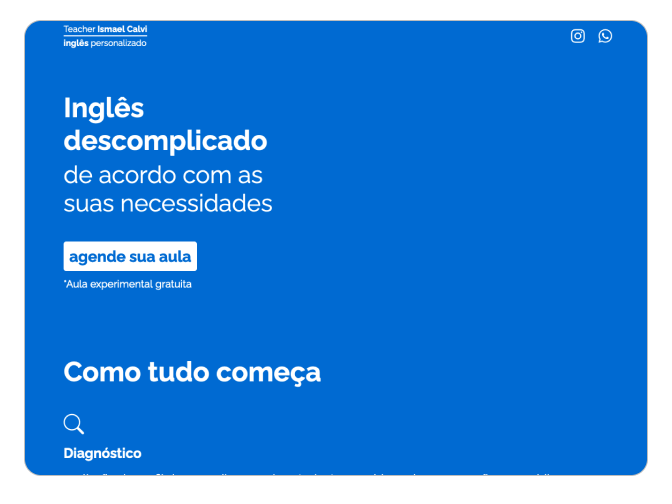 Teacher Ismael Calvi
inglês personalizado
Inglês
descomplicado
de acordo com as
suas necessidades
agende sua aula
*Aula experimental gratuita
Como tudo começa
Diagnóstico